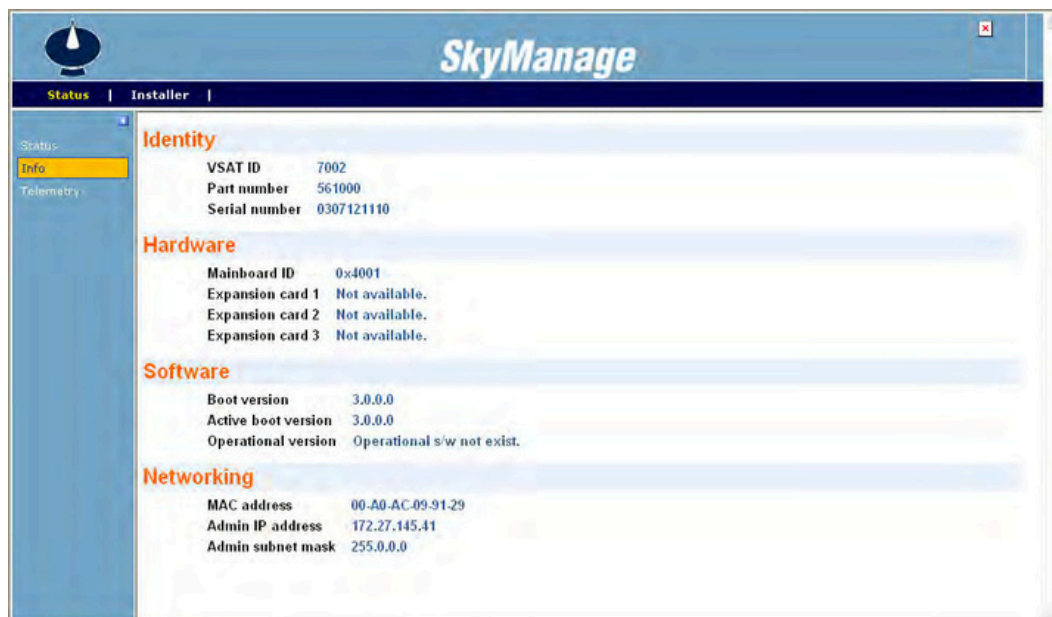 SkyManage
Status | Installer |
Status
Info
Telemetry
Identity
VSAT ID 7002
Part number 561000
Serial number 0307121110
Hardware
Mainboard ID 0x4001
Expansion card 1 Not available.
Expansion card 2 Not available.
Expansion card 3 Not available.
Software
Boot version 3.0.0.0
Active boot version 3.0.0.0
Operational version Operational s/w not exist.
Networking
MAC address 00-A0-AC-09-91-29
Admin IP address 172.27.145.41
Admin subnet mask 255.0.0.0